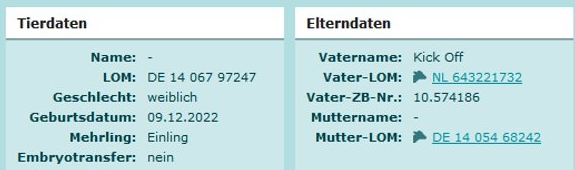 Tierdaten
Name: -
LOM: DE 14 067 97247
Geschlecht: weiblich
Geburtsdatum: 09.12.2022
Mehrling: Einling
Embryotransfer: nein
Elterndaten
Vatername: Kick Off
Vater-LOM: NL 643221732
Vater-ZB-Nr.: 10.574186
Muttername: -
Mutter-LOM: DE 14 054 68242